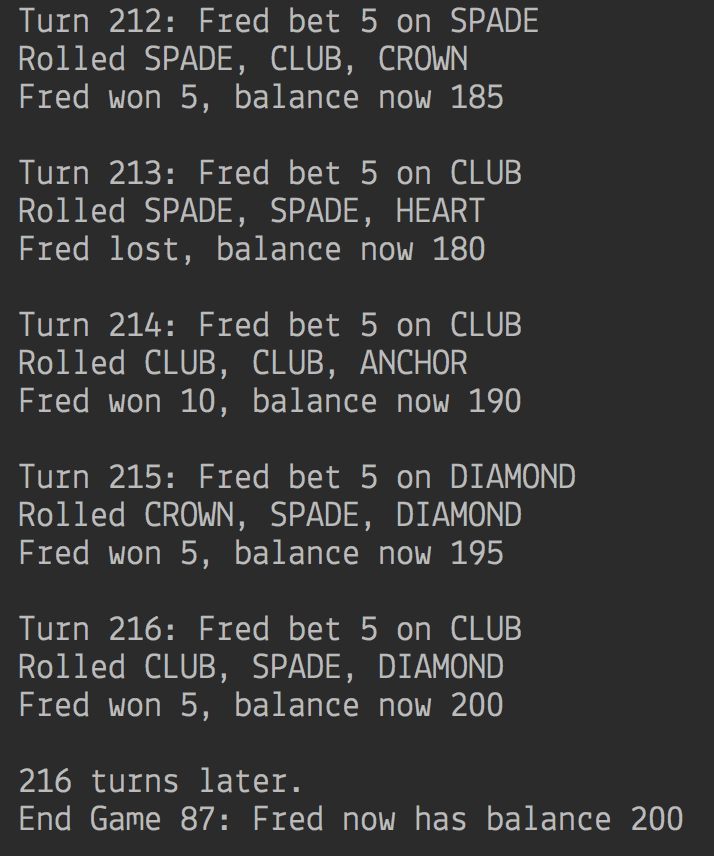 Turn 212: Fred bet 5 on SPADE
Rolled SPADE, CLUB, CROWN
Fred won 5, balance now 185
Turn 213: Fred bet 5 on CLUB
Rolled SPADE, SPADE, HEART
Fred lost, balance now 180
Turn 214: Fred bet 5 on CLUB
Rolled CLUB, CLUB, ANCHOR
Fred won 10, balance now 190
Turn 215: Fred bet 5 on DIAMOND
Rolled CROWN, SPADE, DIAMOND
Fred won 5, balance now 195
Turn 216: Fred bet 5 on CLUB
Rolled CLUB, SPADE, DIAMOND
Fred won 5, balance now 200
216 turns later.
End Game 87: Fred now has balance 200